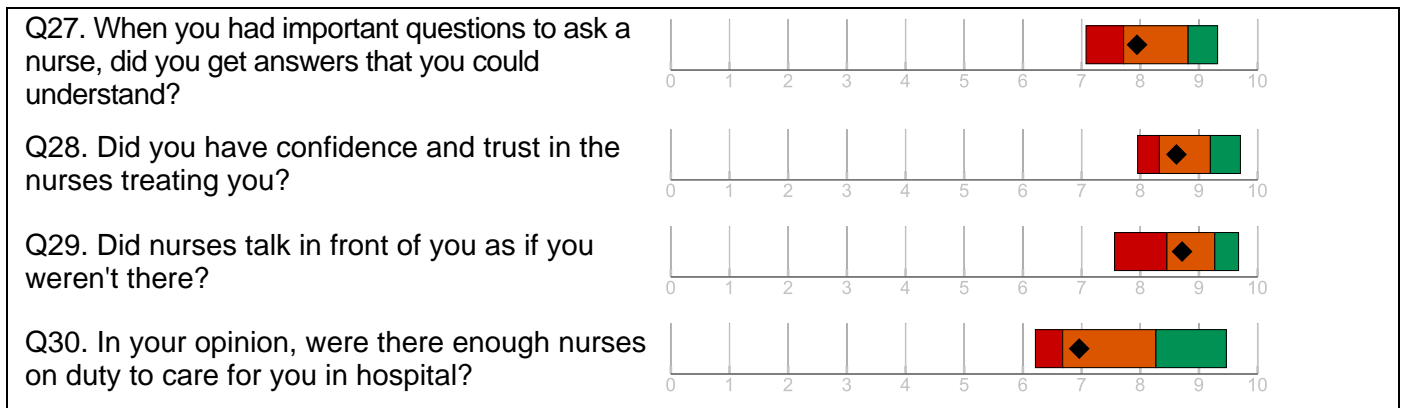 Q27. When you had important questions to ask a
nurse, did you get answers that you could
understand?
0 1 2 3 4 5 6 7 8 9 10
Q28. Did you have confidence and trust in the
nurses treating you?
0 1 2 3 4 5 6 7 8 9 10
Q29. Did nurses talk in front of you as if you
weren't there?
0 1 2 3 4 5 6 7 8 9 10
Q30. In your opinion, were there enough nurses
on duty to care for you in hospital?
0 1 2 3 4 5 6 7 8 9 10